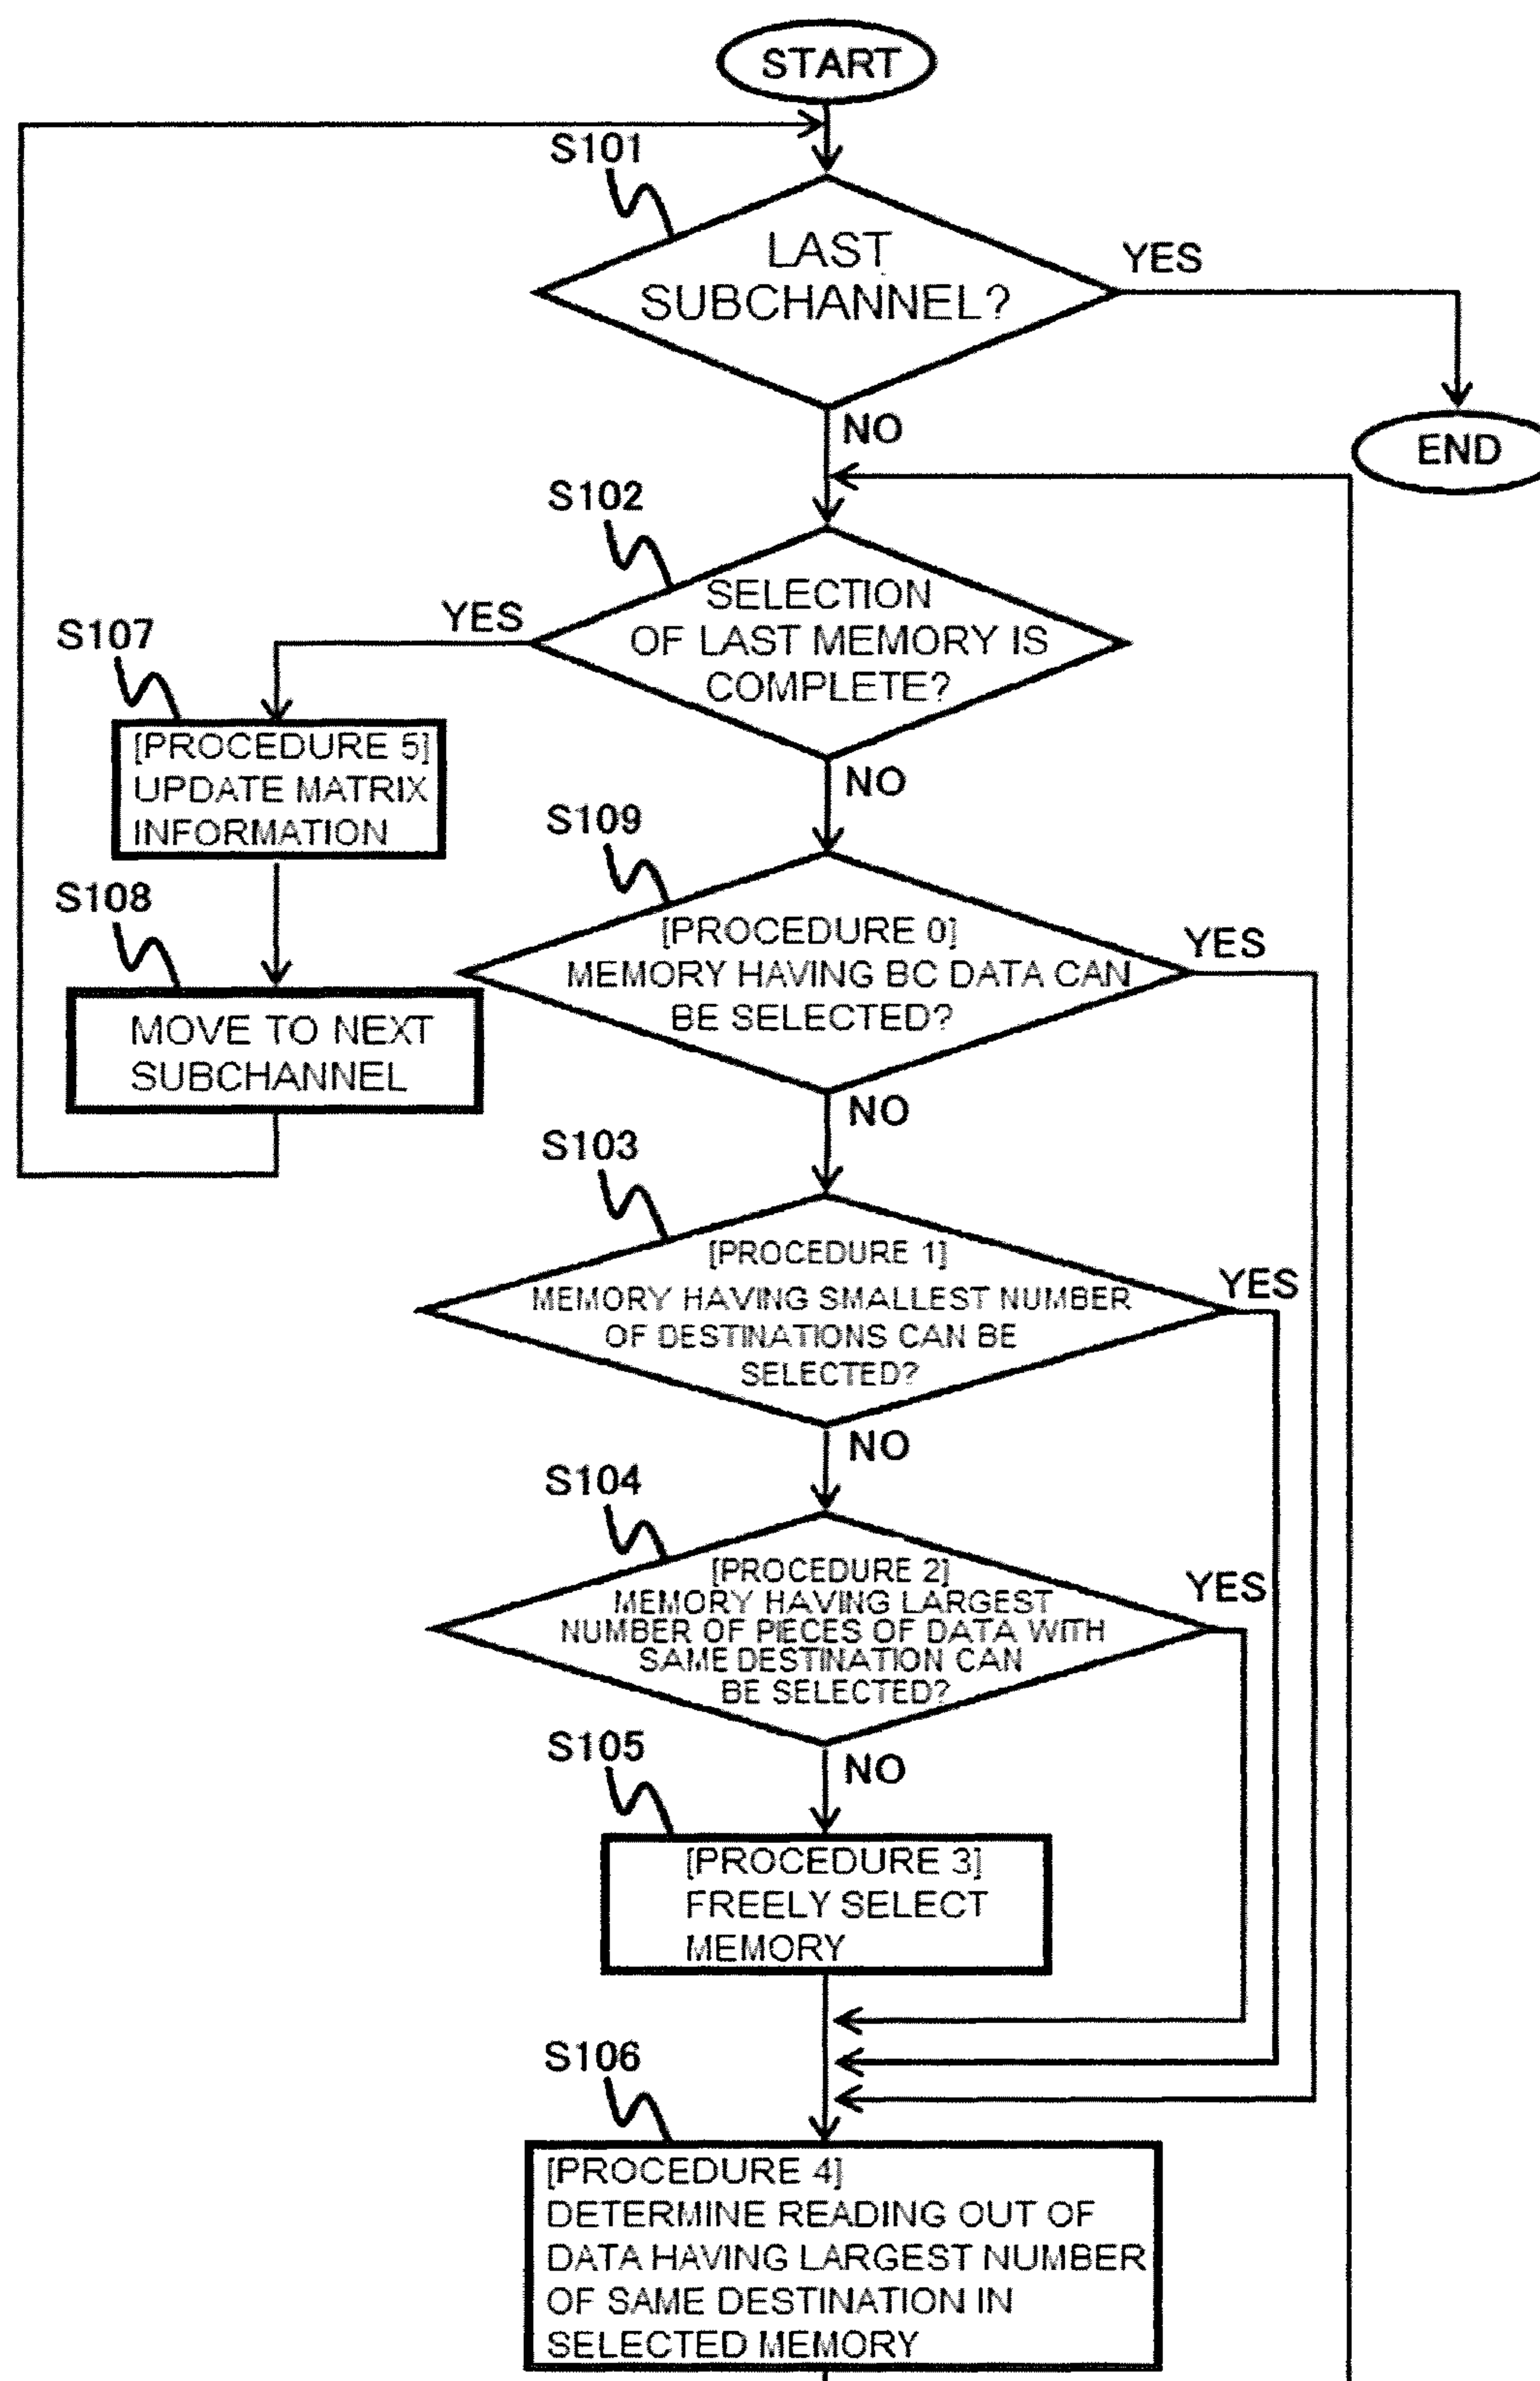 START
S101
LAST
SUBCHANNEL?
YES
NO
END
S102
SELECTION
OF LAST MEMORY IS
COMPLETE?
YES
NO
S107
[PROCEDURE 5]
UPDATE MATRIX
INFORMATION
S108
MOVE TO NEXT
SUBCHANNEL
S109
[PROCEDURE 0]
MEMORY HAVING BC DATA CAN
BE SELECTED?
YES
NO
S103
[PROCEDURE 1]
MEMORY HAVING SMALLEST NUMBER
OF DESTINATIONS CAN BE
SELECTED?
YES
NO
S104
[PROCEDURE 2]
MEMORY HAVING LARGEST
NUMBER OF PIECES OF DATA WITH
SAME DESTINATION CAN
BE SELECTED?
YES
NO
S105
[PROCEDURE 3]
FREELY SELECT
MEMORY
S106
[PROCEDURE 4]
DETERMINE READING OUT OF
DATA HAVING LARGEST NUMBER
OF SAME DESTINATION IN
SELECTED MEMORY